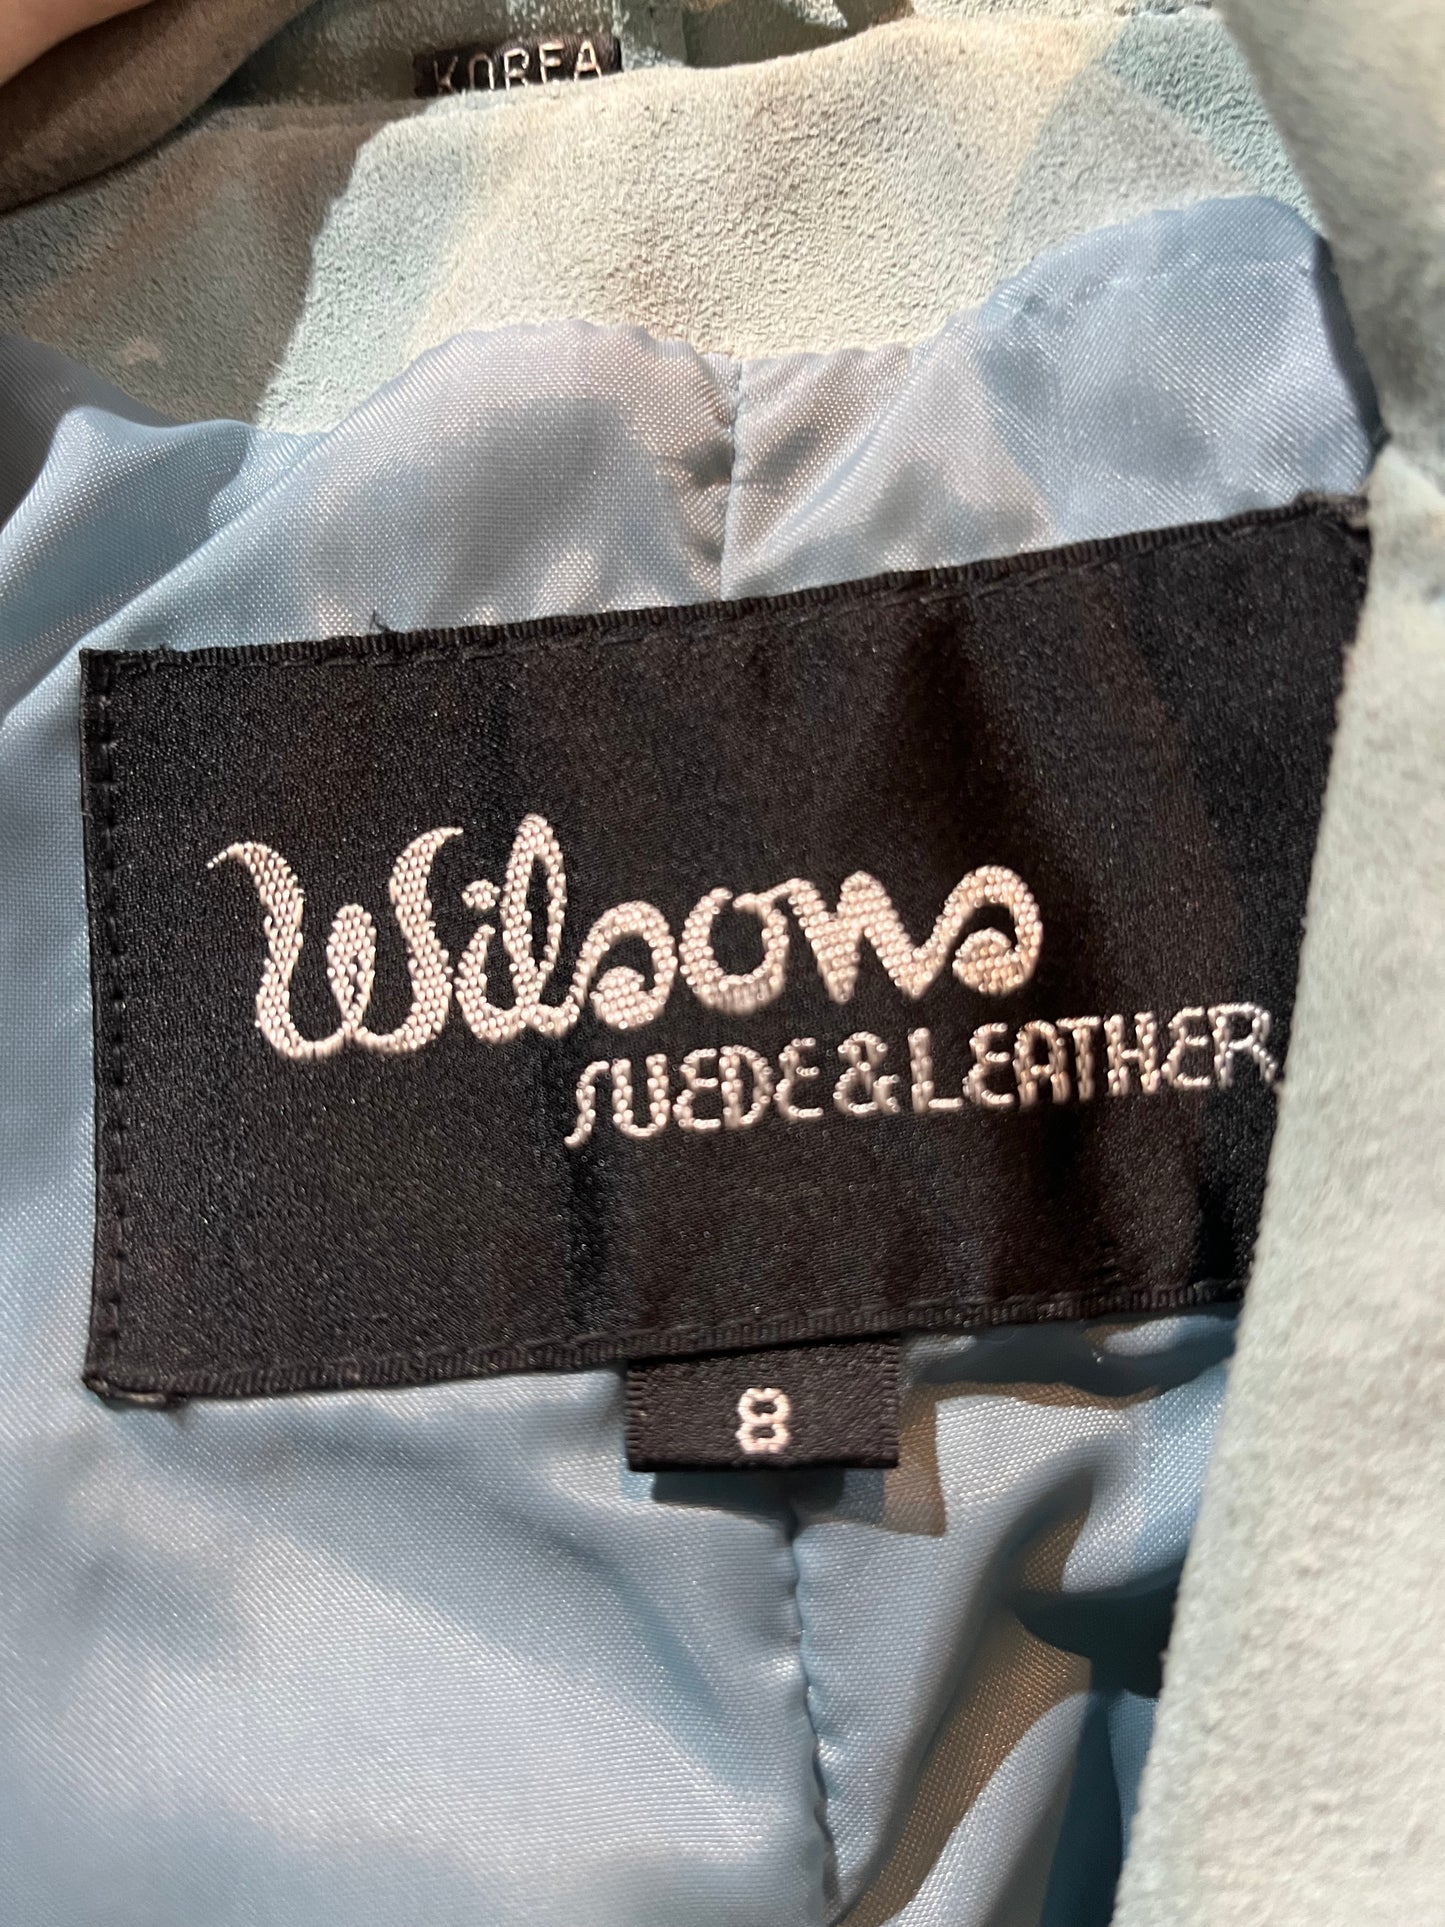 KOREA
Wilsons
SUEDE & LEATHER
8